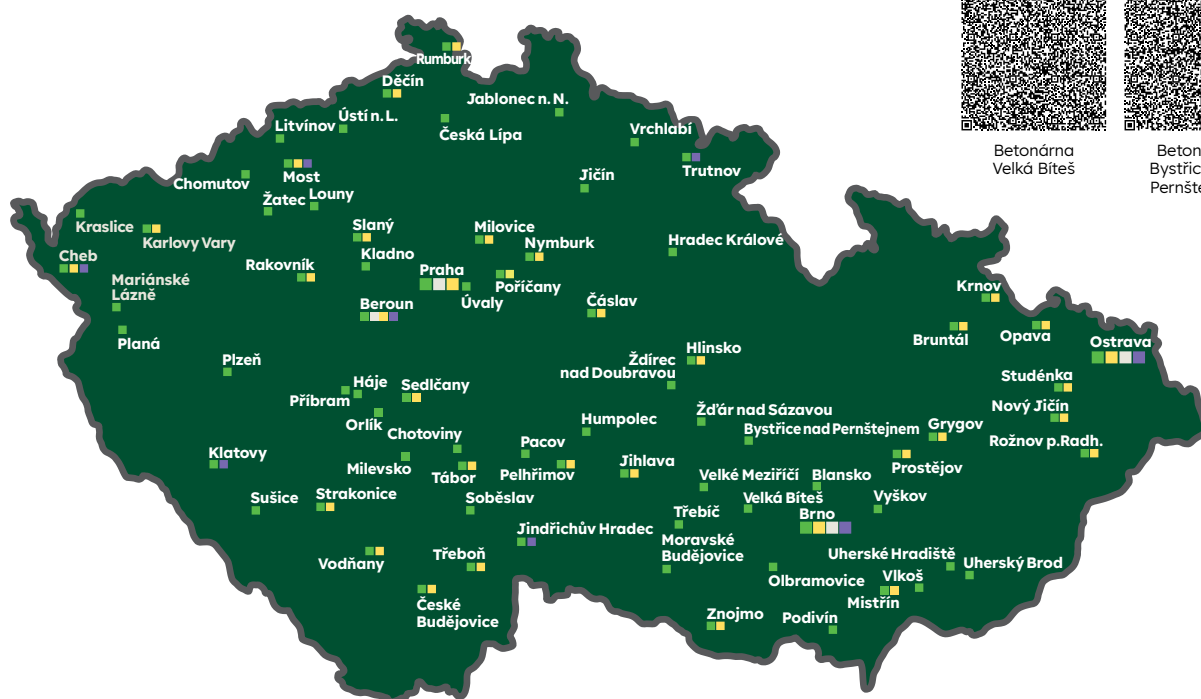 Rumburk
Děčín
Jablonec n. N.
Ústí n. L.
Litvínov
Česká Lípa
Vrchlabí
Most
Trutnov
Chomutov
Jičín
Louny
Žatec
Kraslice
Slaný
Milovice
Karlovy Vary
Nymburk
Hradec Králové
Cheb
Kladno
Rakovník
Praha
Poříčany
Mariánské
Lázně
Úvaly
Krnov
Beroun
Čáslav
Planá
Bruntál
Opava
Ostrava
Hlinsko
Plzeň
Ždírec
nad Doubravou
Studénka
Háje
Sedlčany
Příbram
Nový Jičín
Orlík
Humpolec
Žďár nad Sázavou
Bystřice nad Pernštejnem
Grygov
Chotoviny
Rožnov p.Radh.
Klatovy
Pacov
Milevsko
Jihlava
Prostějov
Tábor
Pelhřimov
Velké Meziříčí
Blansko
Sušice
Strakonice
Soběslav
Velká Bíteš
Vyškov
Třebíč
Brno
Jindřichův Hradec
Moravské
Budějovice
Vodňany
Třeboň
Uherské Hradiště
Uherský Brod
Olbramovice
Vlkoš
České
Budějovice
Mistřín
Znojmo
Podivín
Betonárna
Velká Bíteš
Beton
Bystřic
Pernšte